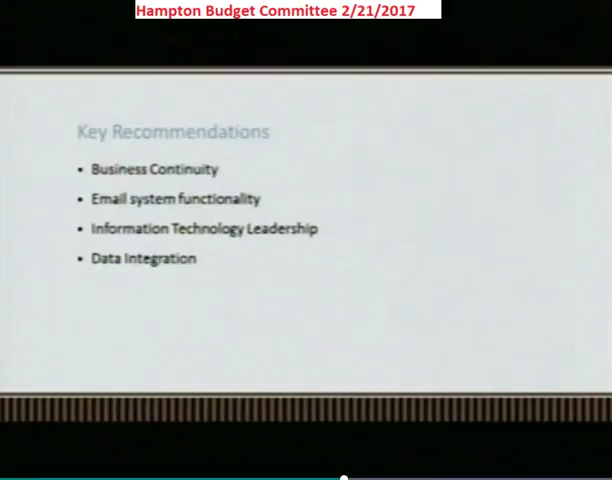 Hampton Budget Committee 2/21/2017
Key Recommendations
• Business Continuity
• Email system functionality
• Information Technology Leadership
• Data Integration